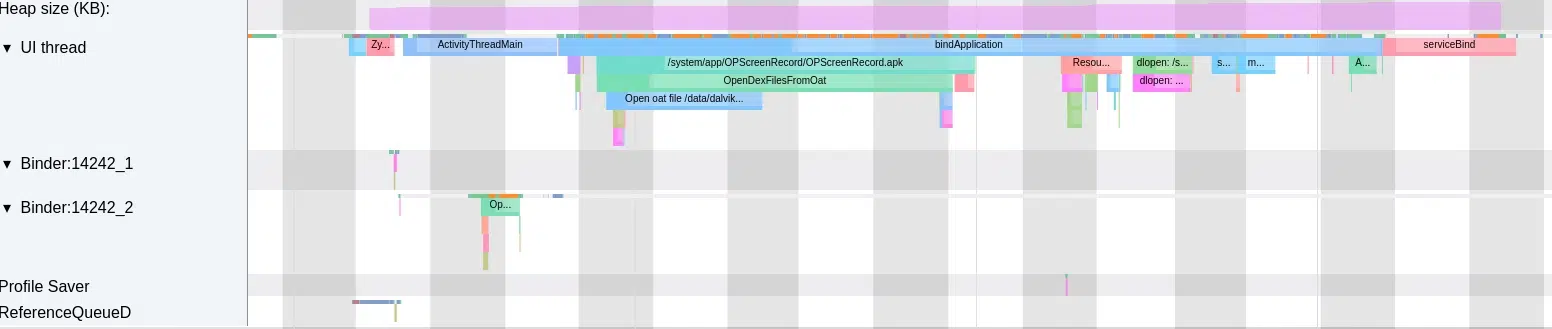 Heap size (KB):
▼ UI thread
Zy... ActivityThreadMain bindApplication serviceBind
/system/app/OPScreenRecord/OPScreenRecord.apk Resou... dlopen: /s... s... m... A...
OpenDexFilesFromOat dlopen: ...
Open oat file /data/dalvik...
▼ Binder:14242_1
▼ Binder:14242_2
Op...
Profile Saver
ReferenceQueueD